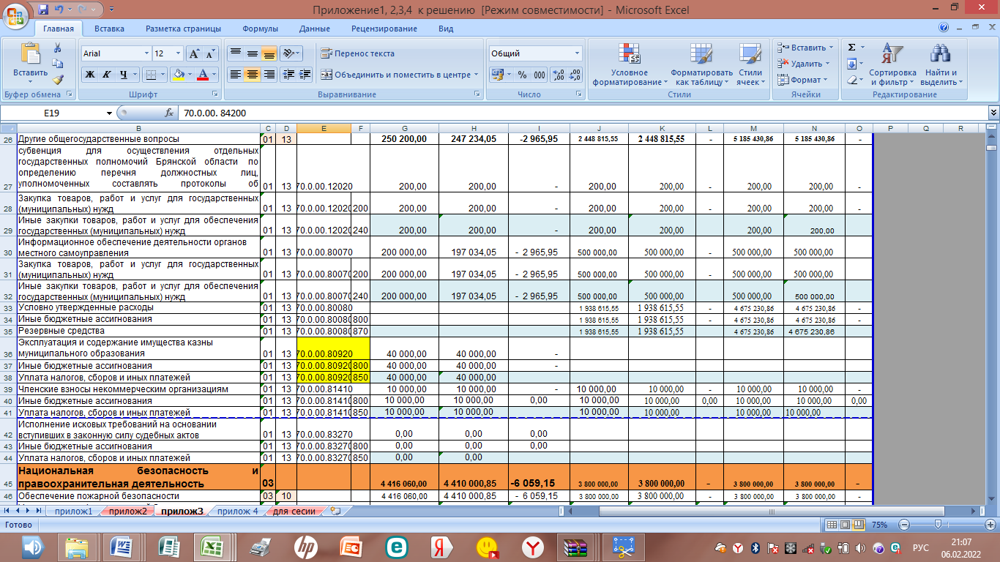 Приложение1, 2,3,4 к решению [Режим совместимости] - Microsoft Excel
Главная Вставка Разметка страницы Формулы Данные Рецензирование Вид
Вставить
Буфер обмена
Arial 12
Ж К Ч
Шрифт
Перенос текста
Объединить и поместить в центре
Выравнивание
Общий
% 000
Число
Условное форматирование
Форматировать как таблицу
Стили ячеек
Стили
Вставить
Удалить
Формат
Ячейки
Σ
Сортировка и фильтр
Найти и выделить
Редактирование
E19 fx 70.0.00. 84200
B C D E F G H I J K L M N O P Q R
26 Другие общегосударственные вопросы 01 13 250 200,00 247 234,05 -2 965,95 2 448 815,55 2 448 815,55 - 5 185 430,86 5 185 430,86 -
субвенция для осуществления отдельных
государственных полномочий Брянской области по
определению перечня должностных лиц,
27 уполномоченных составлять протоколы об 01 13 70.0.00.12020 200,00 200,00 - 200,00 200,00 - 200,00 200,00 -
Закупка товаров, работ и услуг для государственных
28 (муниципальных) нужд 01 13 70.0.00.12020 200 200,00 200,00 - 200,00 200,00 - 200,00 200,00 -
Иные закупки товаров, работ и услуг для обеспечения
29 государственных (муниципальных) нужд 01 13 70.0.00.12020 240 200,00 200,00 - 200,00 200,00 200,00 200,00
Информационное обеспечение деятельности органов
30 местного самоуправления 01 13 70.0.00.80070 200 000,00 197 034,05 - 2 965,95 500 000,00 500 000,00 - 500 000,00 500 000,00
Закупка товаров, работ и услуг для государственных
31 (муниципальных) нужд 01 13 70.0.00.80070 200 200 000,00 197 034,05 - 2 965,95 500 000,00 500 000,00 - 500 000,00 500 000,00
Иные закупки товаров, работ и услуг для обеспечения
32 государственных (муниципальных) нужд 01 13 70.0.00.80070 240 200 000,00 197 034,05 - 2 965,95 500 000,00 500 000,00 500 000,00 500 000,00
33 Условно утвержденные расходы 01 13 70.0.00.80080 1 938 615,55 1 938 615,55 - 4 675 230,86 4 675 230,86 -
34 Иные бюджетные ассигнования 01 13 70.0.00.80080 800 1 938 615,55 1 938 615,55 - 4 675 230,86 4 675 230,86 -
35 Резервные средства 01 13 70.0.00.80080 870 1 938 615,55 1 938 615,55 4 675 230,86 4 675 230,86
Эксплуатация и содержание имущества казны
36 муниципального образования 01 13 70.0.00.80920 40 000,00 40 000,00 -
37 Иные бюджетные ассигнования 01 13 70.0.00.80920 800 40 000,00 40 000,00 -
38 Уплата налогов, сборов и иных платежей 01 13 70.0.00.80920 850 40 000,00 40 000,00
39 Членские взносы некоммерческим организациям 01 13 70.0.00.81410 10 000,00 10 000,00 - 10 000,00 10 000,00 - 10 000,00 10 000,00 -
40 Иные бюджетные ассигнования 01 13 70.0.00.81410 800 10 000,00 10 000,00 0,00 10 000,00 10 000,00 0,00 10 000,00 10 000,00 0,00
41 Уплата налогов, сборов и иных платежей 01 13 70.0.00.81410 850 10 000,00 10 000,00 10 000,00 10 000,00 10 000,00 10 000,00
Исполнение исковых требований на основании
42 вступивших в законную силу судебных актов 01 13 70.0.00.83270 0,00 0,00 0,00
43 Иные бюджетные ассигнования 01 13 70.0.00.83270 800 0,00 0,00 0,00
44 Уплата налогов, сборов и иных платежей 01 13 70.0.00.83270 850 0,00 0,00
Национальная безопасность и
45 правоохранительная деятельность 03 4 416 060,00 4 410 000,85 -6 059,15 3 800 000,00 3 800 000,00 - 3 800 000,00 3 800 000,00 -
46 Обеспечение пожарной безопасности 03 10 4 416 060,00 4 410 000,85 - 6 059,15 3 800 000,00 3 800 000,00 - 3 800 000,00 3 800 000,00 -
прилож1 прилож2 прилож3 прилож 4 для сесии
Готово 75%
РУС 21:07
06.02.2022